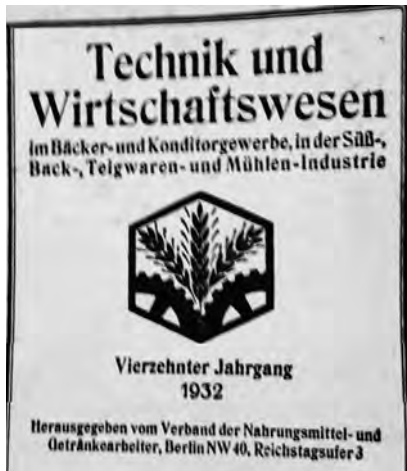 Technik und
Wirtschaftswesen
im Bäcker- und Konditorgewerbe, in der Süß-,
Back-, Teigwaren- und Mühlen-Industrie
Vierzehnter Jahrgang
1932
Herausgegeben vom Verband der Nahrungsmittel- und
Getränkearbeiter, Berlin NW 40, Reichstagsufer 3